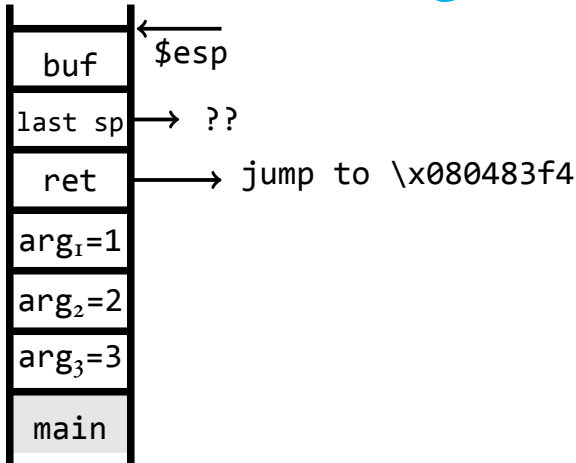 $esp
buf
last sp ??
ret jump to \x080483f4
arg₁=1
arg₂=2
arg₃=3
main